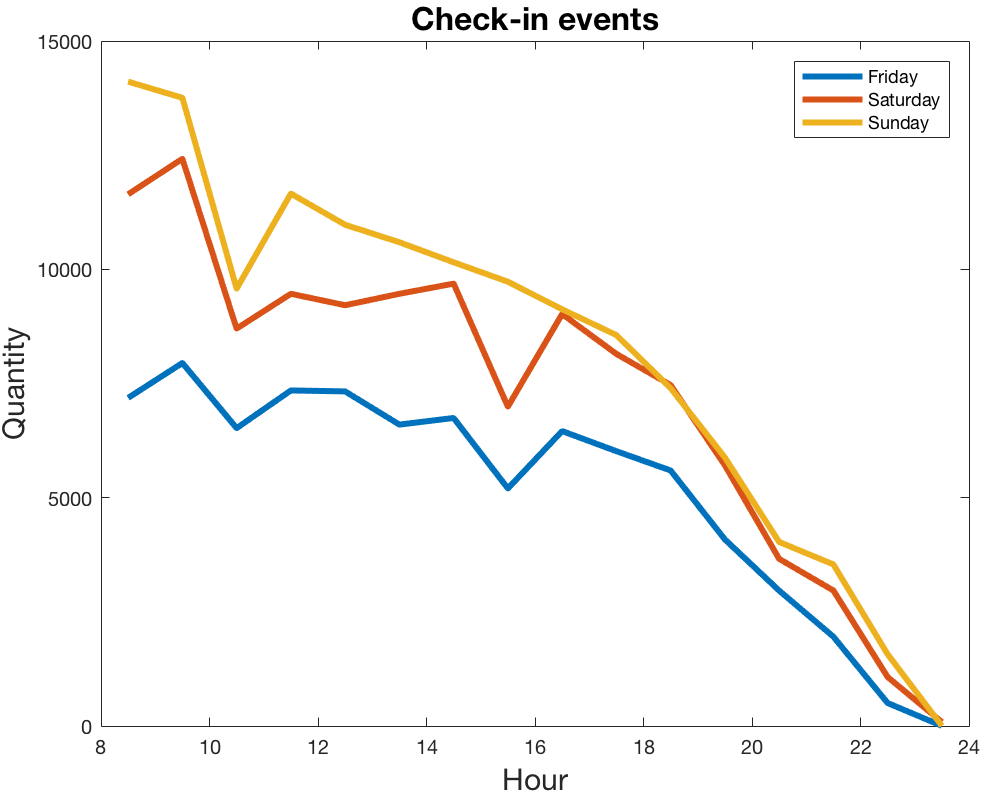 Check-in events
15000
Friday
Saturday
Sunday
10000
Quantity
5000
0
8 10 12 14 16 18 20 22 24
Hour